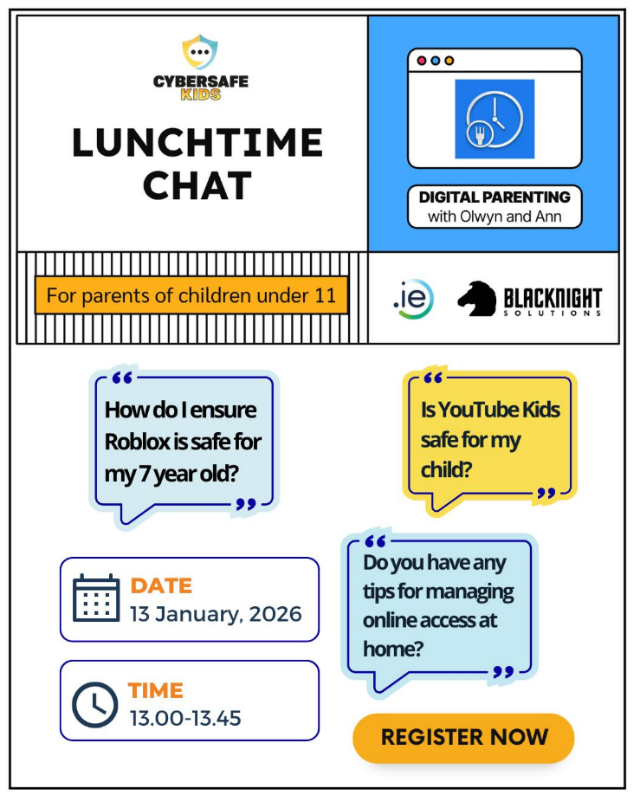 CYBERSAFE
KIDS
LUNCHTIME
CHAT
DIGITAL PARENTING
with Olwyn and Ann
For parents of children under 11
.ie
BLACKNIGHT
SOLUTIONS
“
How do I ensure
Roblox is safe for
my 7 year old?
”
“
Is YouTube Kids
safe for my
child?
”
“
Do you have any
tips for managing
online access at
home?
”
DATE
13 January, 2026
TIME
13.00-13.45
REGISTER NOW